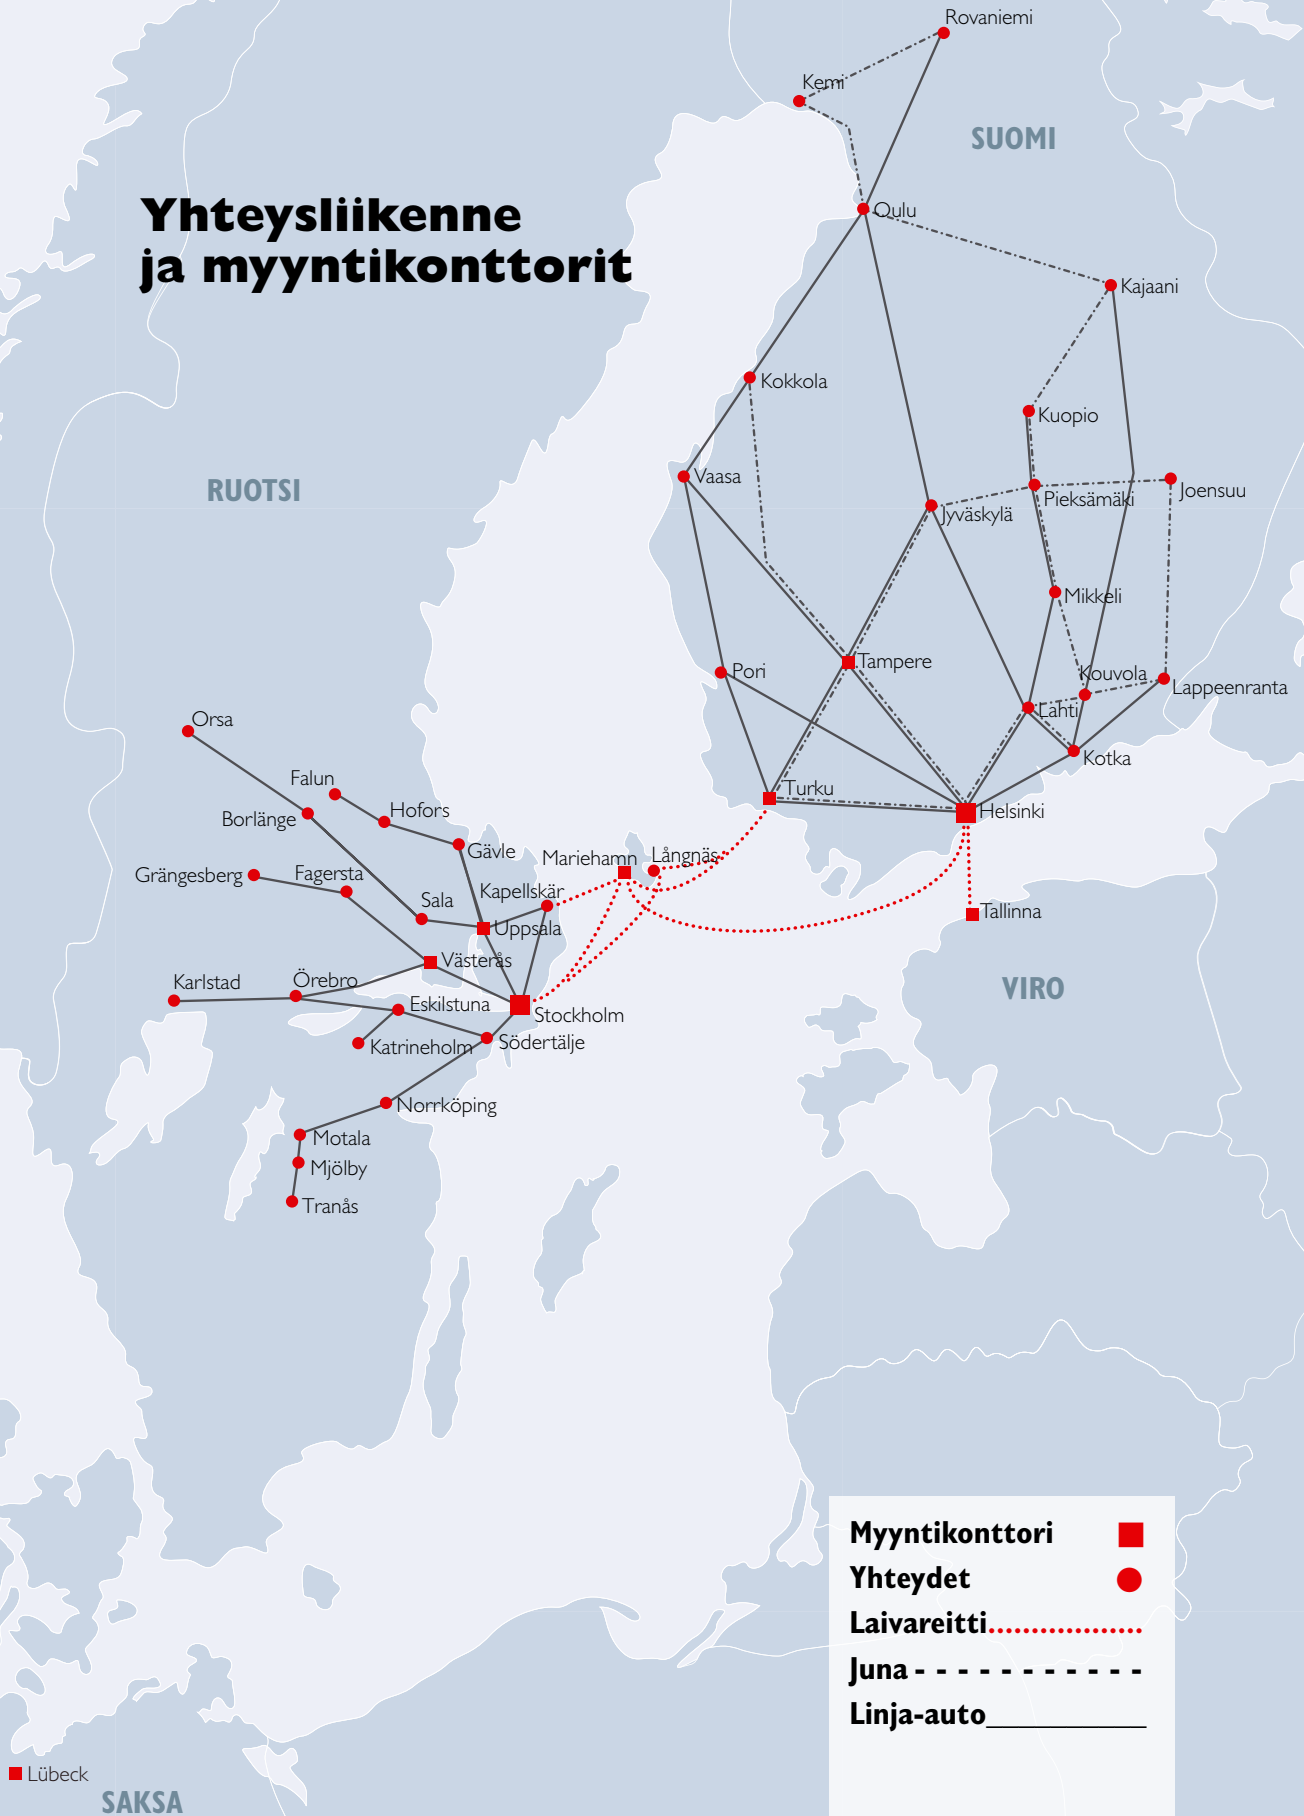 Rovaniemi
Kemi
SUOMI
Yhteysliikenne
ja myyntikonttorit
Oulu
Kajaani
Kokkola
Kuopio
RUOTSI
Vaasa
Joensuu
Pieksämäki
Jyväskylä
Mikkeli
Tampere
Pori
Kouvola
Lappeenranta
Lahti
Orsa
Kotka
Falun
Turku
Hofors
Helsinki
Borlänge
Gävle
Mariehamn
Långnäs
Grängesberg
Fagersta
Kapellskär
Sala
Tallinna
Uppsala
Västerås
Karlstad
Örebro
VIRO
Eskilstuna
Stockholm
Katrineholm
Södertälje
Norrköping
Motala
Mjölby
Tranås
Myyntikonttori
Yhteydet
Laivareitti
Juna
Linja-auto
Lübeck
SAKSA